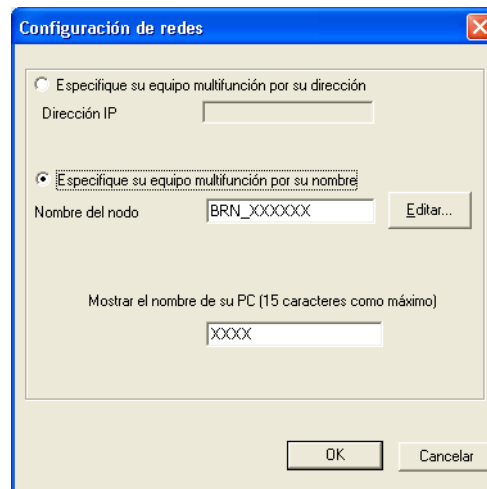 Configuración de redes
Especifique su equipo multifunción por su dirección
Dirección IP
Especifique su equipo multifunción por su nombre
Nombre del nodo BRN_XXXXXX Editar...
Mostrar el nombre de su PC (15 caracteres como máximo)
XXXX
OK Cancelar